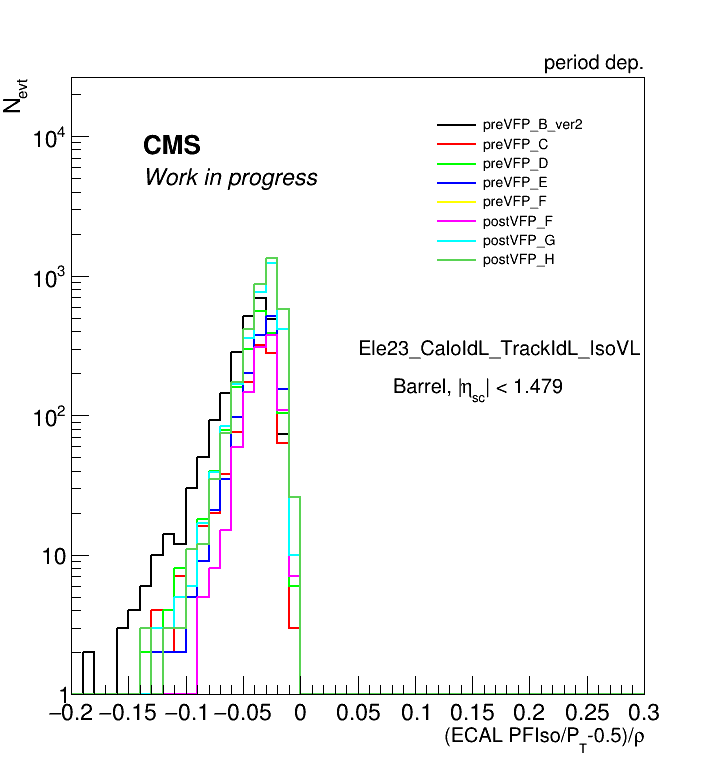 period dep.
N_evt
CMS
Work in progress
preVFP_B_ver2
preVFP_C
preVFP_D
preVFP_E
preVFP_F
postVFP_F
postVFP_G
postVFP_H
Ele23_CaloIdL_TrackIdL_IsoVL
Barrel, |η_sc| < 1.479
10^4
10^3
10^2
10
1
−0.2 −0.15 −0.1 −0.05 0 0.05 0.1 0.15 0.2 0.25 0.3
(ECAL PFIso/P_T-0.5)/ρ